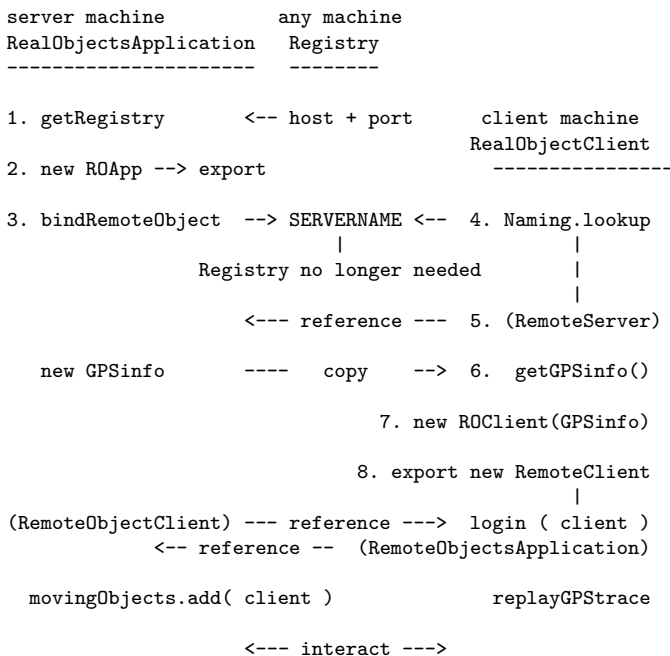 server machine any machine
RealObjectsApplication Registry
---------------------- --------
1. getRegistry <-- host + port client machine
RealObjectClient
2. new ROApp --> export ----------------
3. bindRemoteObject --> SERVERNAME <-- 4. Naming.lookup
| |
Registry no longer needed |
|
<--- reference --- 5. (RemoteServer)
new GPSinfo ---- copy --> 6. getGPSinfo()
7. new ROClient(GPSinfo)
8. export new RemoteClient
|
(RemoteObjectClient) --- reference ---> login ( client )
<-- reference -- (RemoteObjectsApplication)
movingObjects.add( client ) replayGPStrace
<--- interact --->